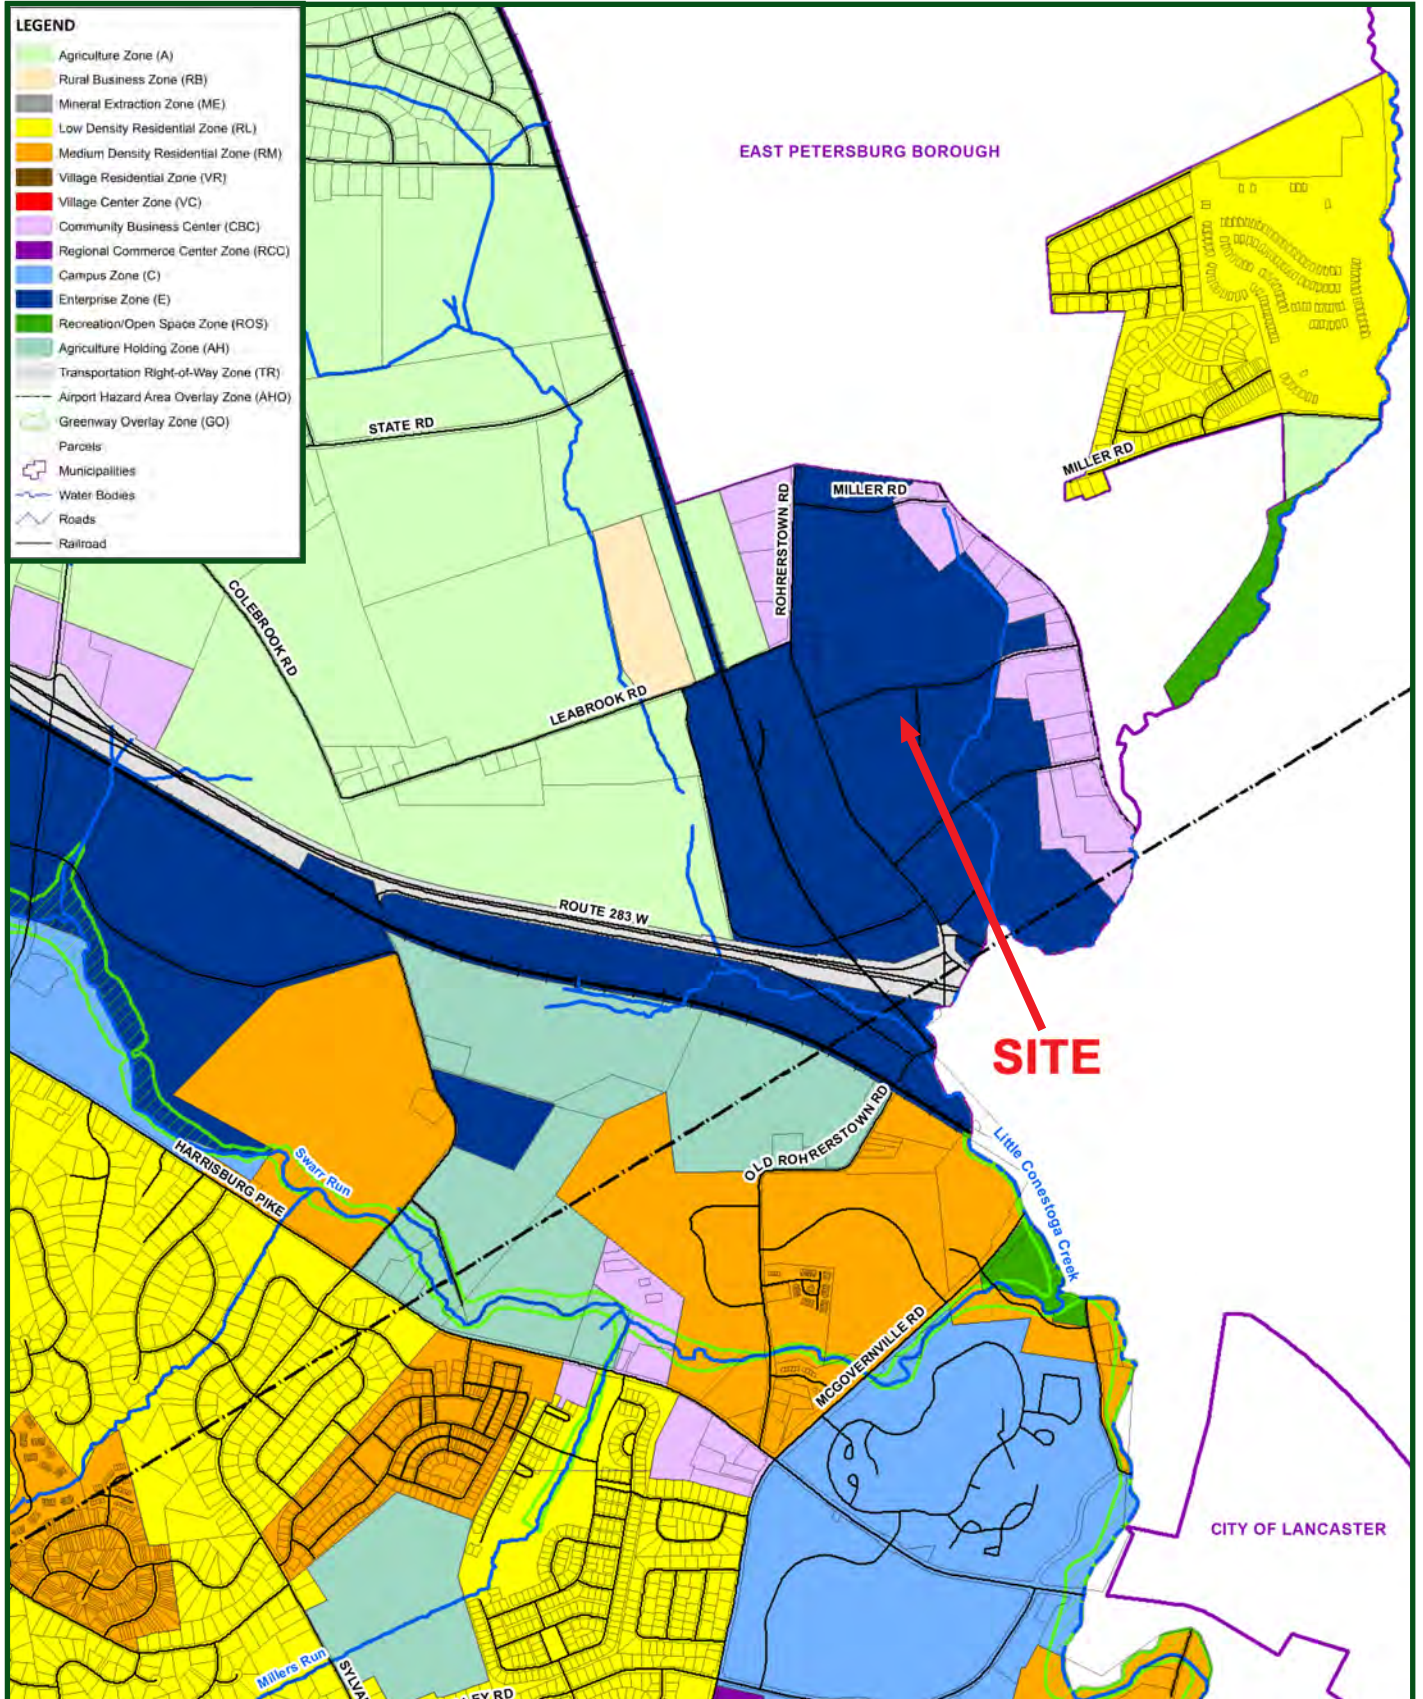 LEGEND
Agriculture Zone (A)
Rural Business Zone (RB)
Mineral Extraction Zone (ME)
Low Density Residential Zone (RL)
Medium Density Residential Zone (RM)
Village Residential Zone (VR)
Village Center Zone (VC)
Community Business Center (CBC)
Regional Commerce Center Zone (RCC)
Campus Zone (C)
Enterprise Zone (E)
Recreation/Open Space Zone (ROS)
Agriculture Holding Zone (AH)
Transportation Right-of-Way Zone (TR)
Airport Hazard Area Overlay Zone (AHO)
Greenway Overlay Zone (GO)
Parcels
Municipalities
Water Bodies
Roads
Railroad
EAST PETERSBURG BOROUGH
STATE RD
MILLER RD
MILLER RD
ROHRERSTOWN RD
COLEBROOK RD
LEABROOK RD
ROUTE 283 W
SITE
OLD ROHRERSTOWN RD
Little Conestoga Creek
HARRISBURG PIKE
Swarr Run
MCGOVERNVILLE RD
CITY OF LANCASTER
Millers Run
SYLVA
LEY RD